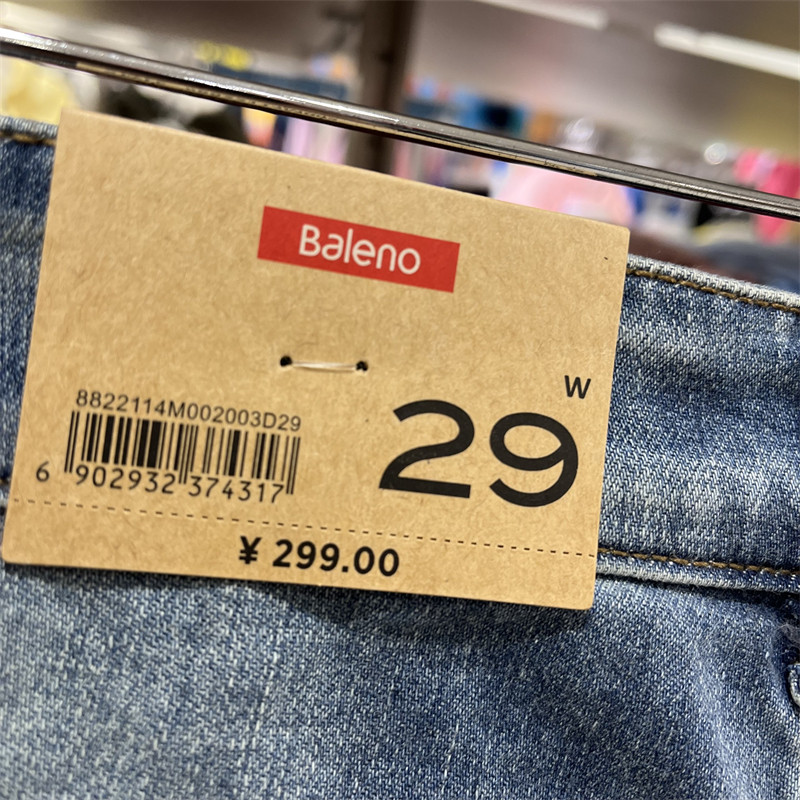 Baleno
W
29
8822114M002003D29
6 902932 374317
¥ 299.00